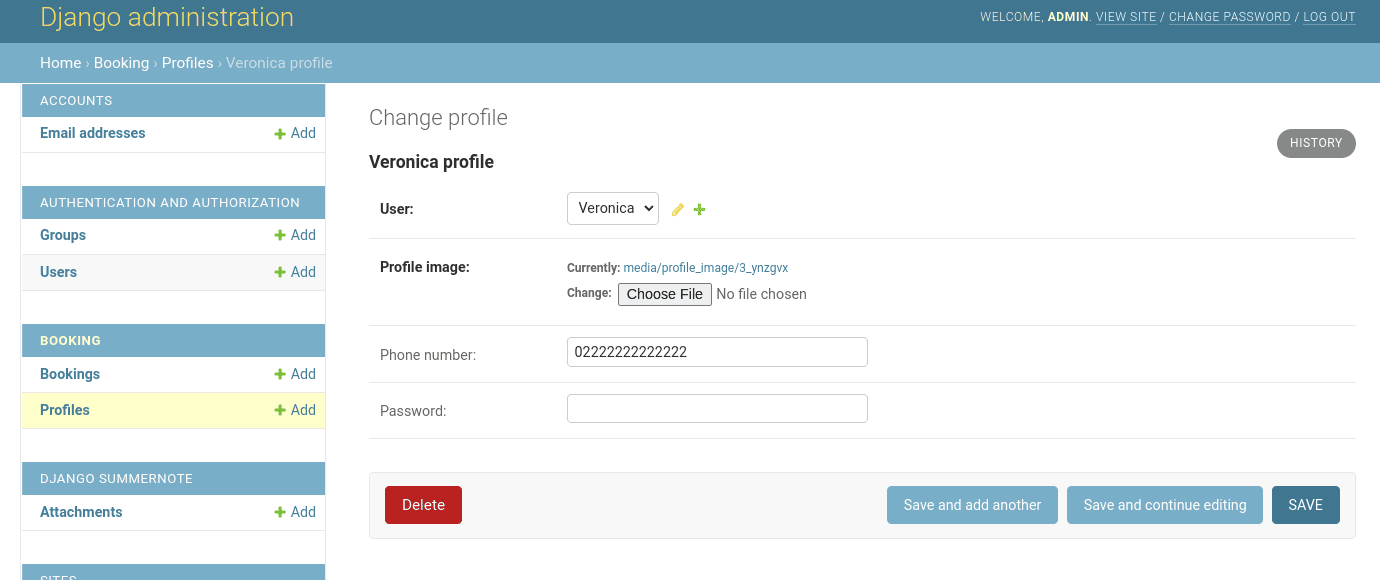 Django administration
WELCOME, ADMIN. VIEW SITE / CHANGE PASSWORD / LOG OUT
Home › Booking › Profiles › Veronica profile
ACCOUNTS
Email addresses
Add
AUTHENTICATION AND AUTHORIZATION
Groups
Add
Users
Add
BOOKING
Bookings
Add
Profiles
Add
DJANGO SUMMERNOTE
Attachments
Add
SITES
Change profile
HISTORY
Veronica profile
User:
Veronica
Profile image:
Currently: media/profile_image/3_ynzgvx
Change: Choose File No file chosen
Phone number:
02222222222222
Password:
Delete
Save and add another
Save and continue editing
SAVE